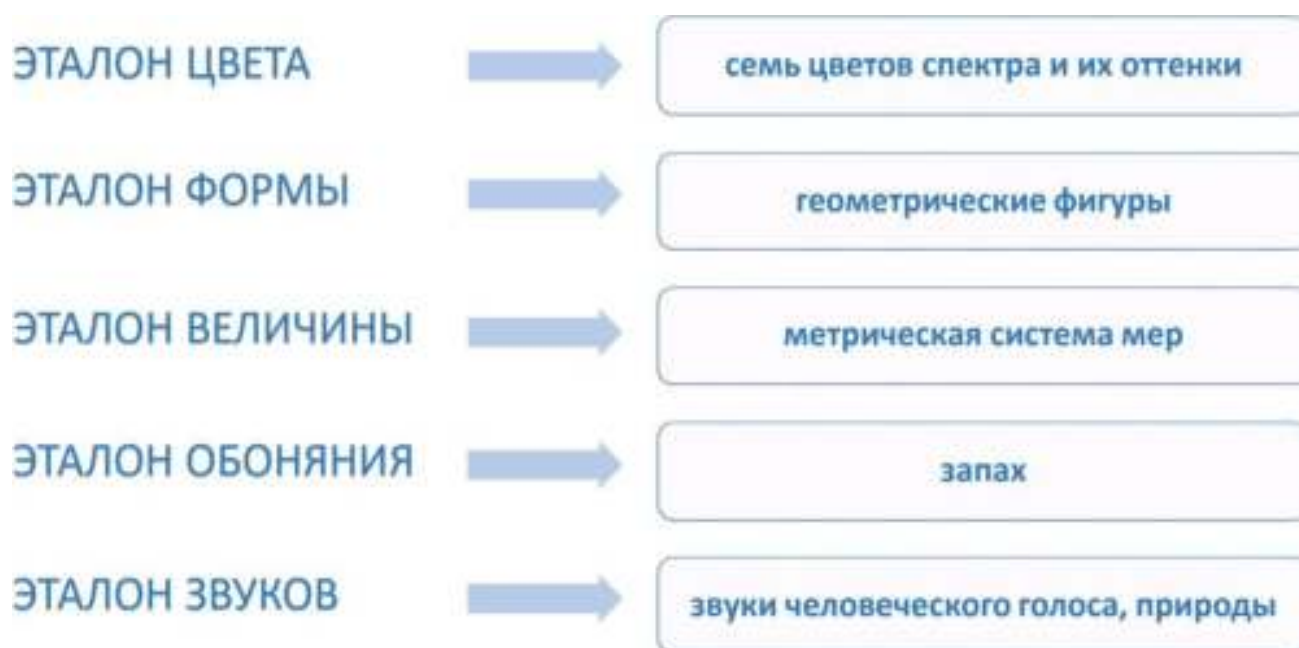 ЭТАЛОН ЦВЕТА
семь цветов спектра и их оттенки
ЭТАЛОН ФОРМЫ
геометрические фигуры
ЭТАЛОН ВЕЛИЧИНЫ
метрическая система мер
ЭТАЛОН ОБОНЯНИЯ
запах
ЭТАЛОН ЗВУКОВ
звуки человеческого голоса, природы